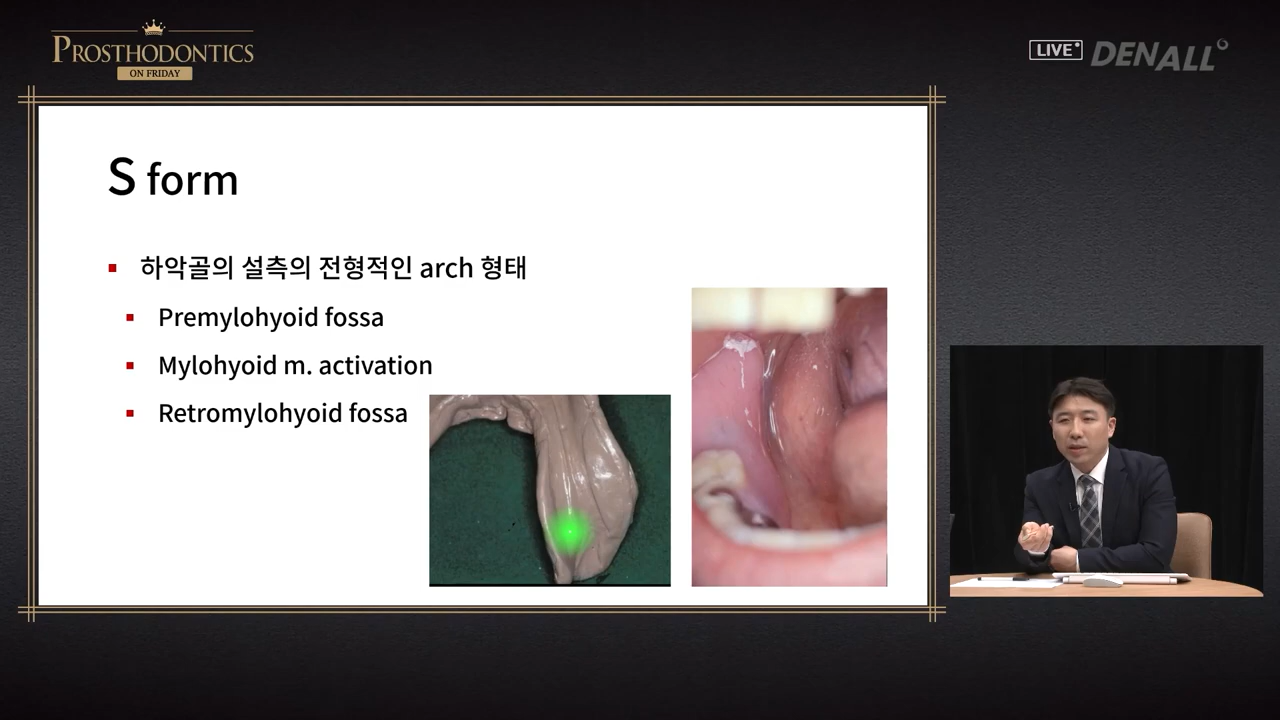 PROSTHODONTICS
ON FRIDAY
LIVE
DENALL
S form
하악골의 설측의 전형적인 arch 형태
Premylohyoid fossa
Mylohyoid m. activation
Retromylohyoid fossa